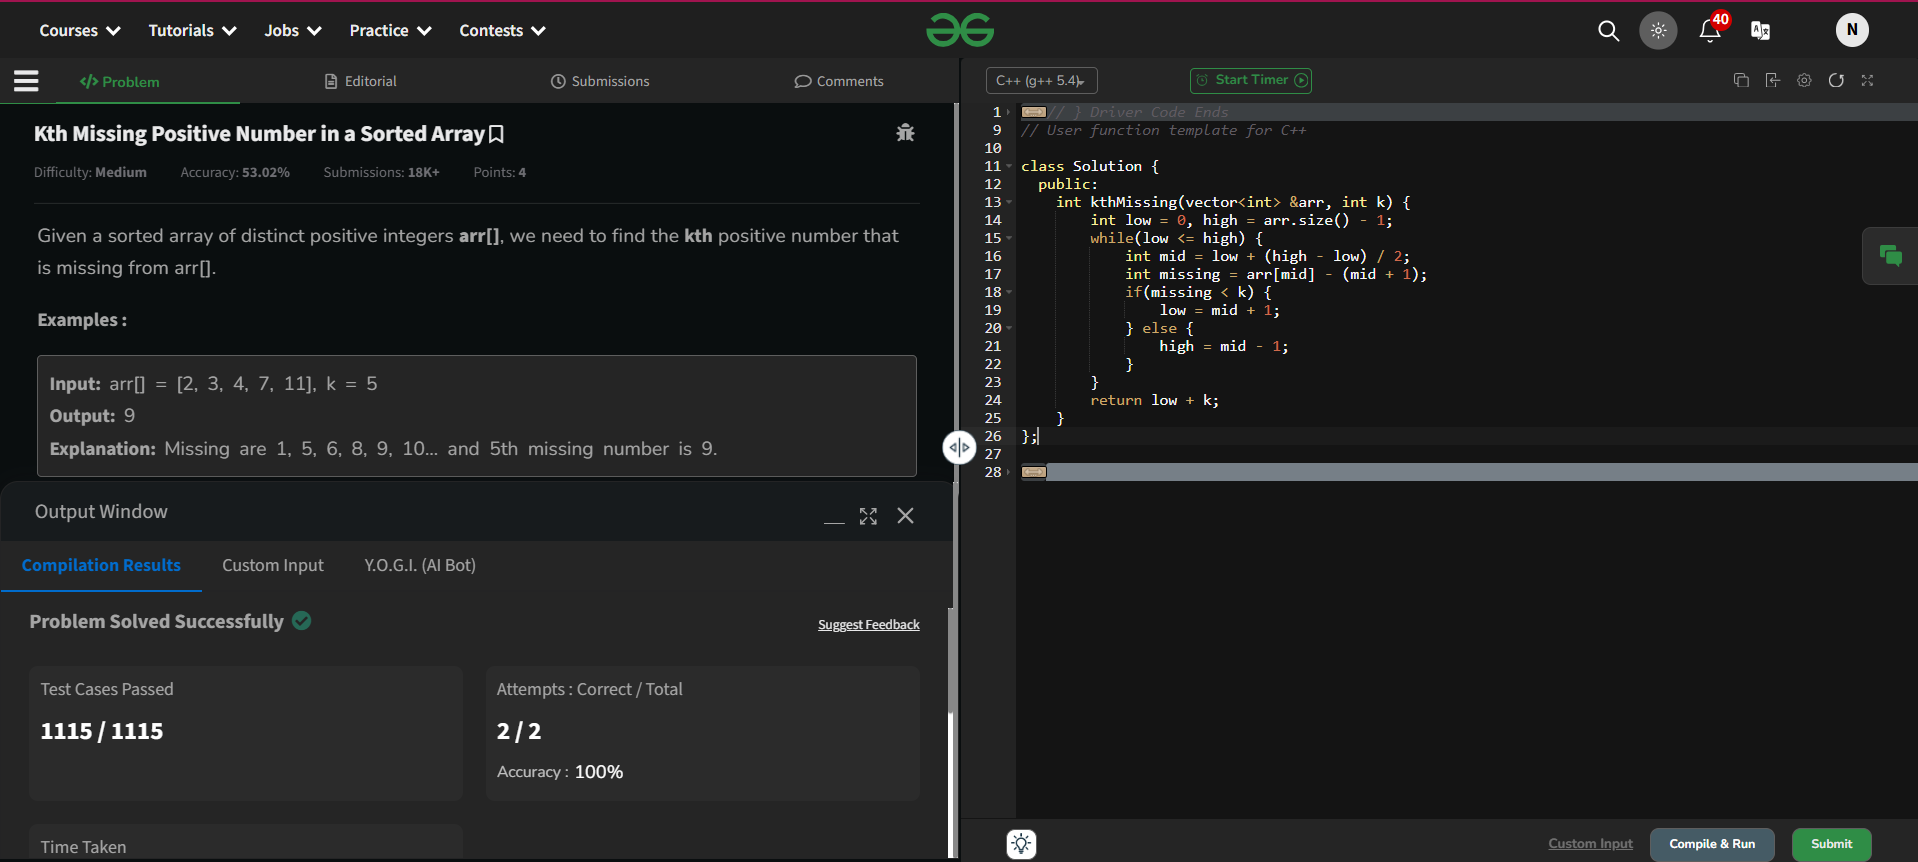 Courses Tutorials Jobs Practice Contests 40 N
Problem Editorial Submissions Comments
Kth Missing Positive Number in a Sorted Array
Difficulty: Medium Accuracy: 53.02% Submissions: 18K+ Points: 4
Given a sorted array of distinct positive integers arr[], we need to find the kth positive number that
is missing from arr[].
Examples :
Input: arr[] = [2, 3, 4, 7, 11], k = 5
Output: 9
Explanation: Missing are 1, 5, 6, 8, 9, 10... and 5th missing number is 9.
Output Window
Compilation Results Custom Input Y.O.G.I. (AI Bot)
Problem Solved Successfully
Suggest Feedback
Test Cases Passed
1115 / 1115
Attempts : Correct / Total
2 / 2
Accuracy : 100%
Time Taken
C++ (g++ 5.4) Start Timer
1 // } Driver Code Ends
9 // User function template for C++
10
11 class Solution {
12 public:
13 int kthMissing(vector<int> &arr, int k) {
14 int low = 0, high = arr.size() - 1;
15 while(low <= high) {
16 int mid = low + (high - low) / 2;
17 int missing = arr[mid] - (mid + 1);
18 if(missing < k) {
19 low = mid + 1;
20 } else {
21 high = mid - 1;
22 }
23 }
24 return low + k;
25 }
26 };
27
28
Custom Input Compile & Run Submit